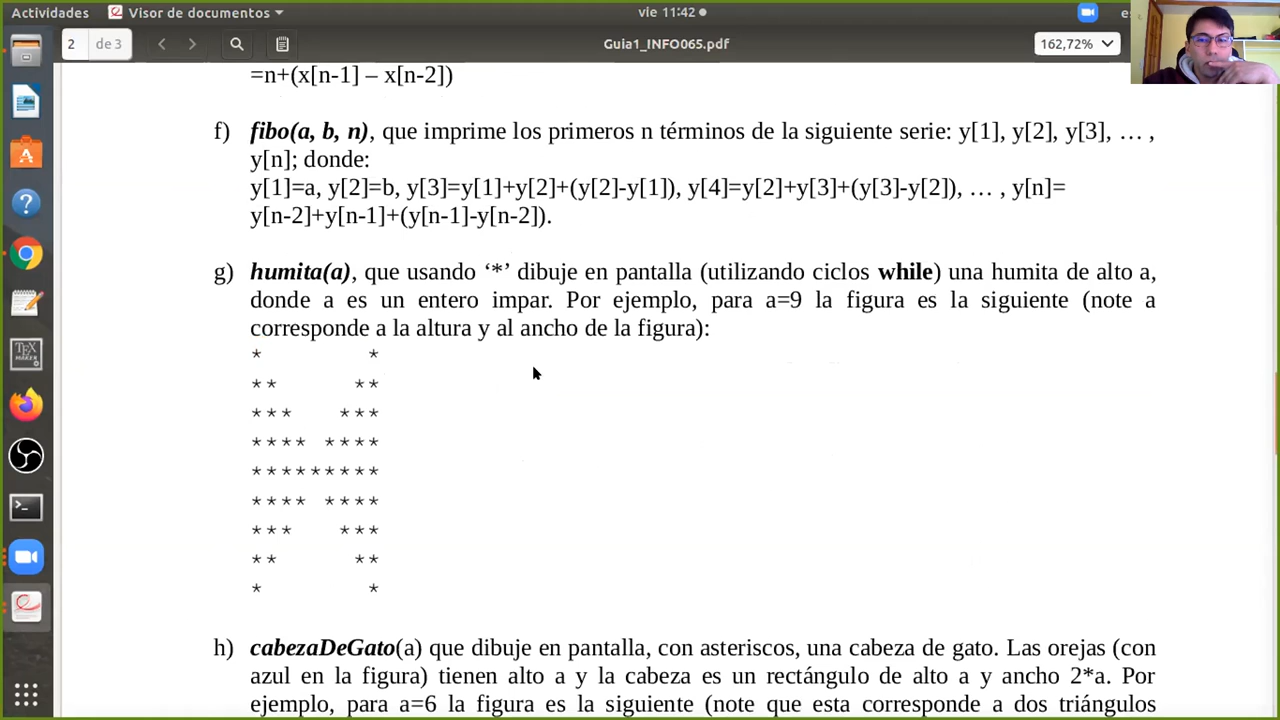 Actividades Visor de documentos vie 11:42
2 de 3 Guia1_INFO065.pdf 162,72%
=n+(x[n-1] – x[n-2])
f) fibo(a, b, n), que imprime los primeros n términos de la siguiente serie: y[1], y[2], y[3], … ,
y[n]; donde:
y[1]=a, y[2]=b, y[3]=y[1]+y[2]+(y[2]-y[1]), y[4]=y[2]+y[3]+(y[3]-y[2]), … , y[n]=
y[n-2]+y[n-1]+(y[n-1]-y[n-2]).
g) humita(a), que usando ‘*’ dibuje en pantalla (utilizando ciclos while) una humita de alto a,
donde a es un entero impar. Por ejemplo, para a=9 la figura es la siguiente (note a
corresponde a la altura y al ancho de la figura):
*       *
**     **
***   ***
**** ****
*********
**** ****
***   ***
**     **
*       *
h) cabezaDeGato(a) que dibuje en pantalla, con asteriscos, una cabeza de gato. Las orejas (con
azul en la figura) tienen alto a y la cabeza es un rectángulo de alto a y ancho 2*a. Por
ejemplo, para a=6 la figura es la siguiente (note que esta corresponde a dos triángulos